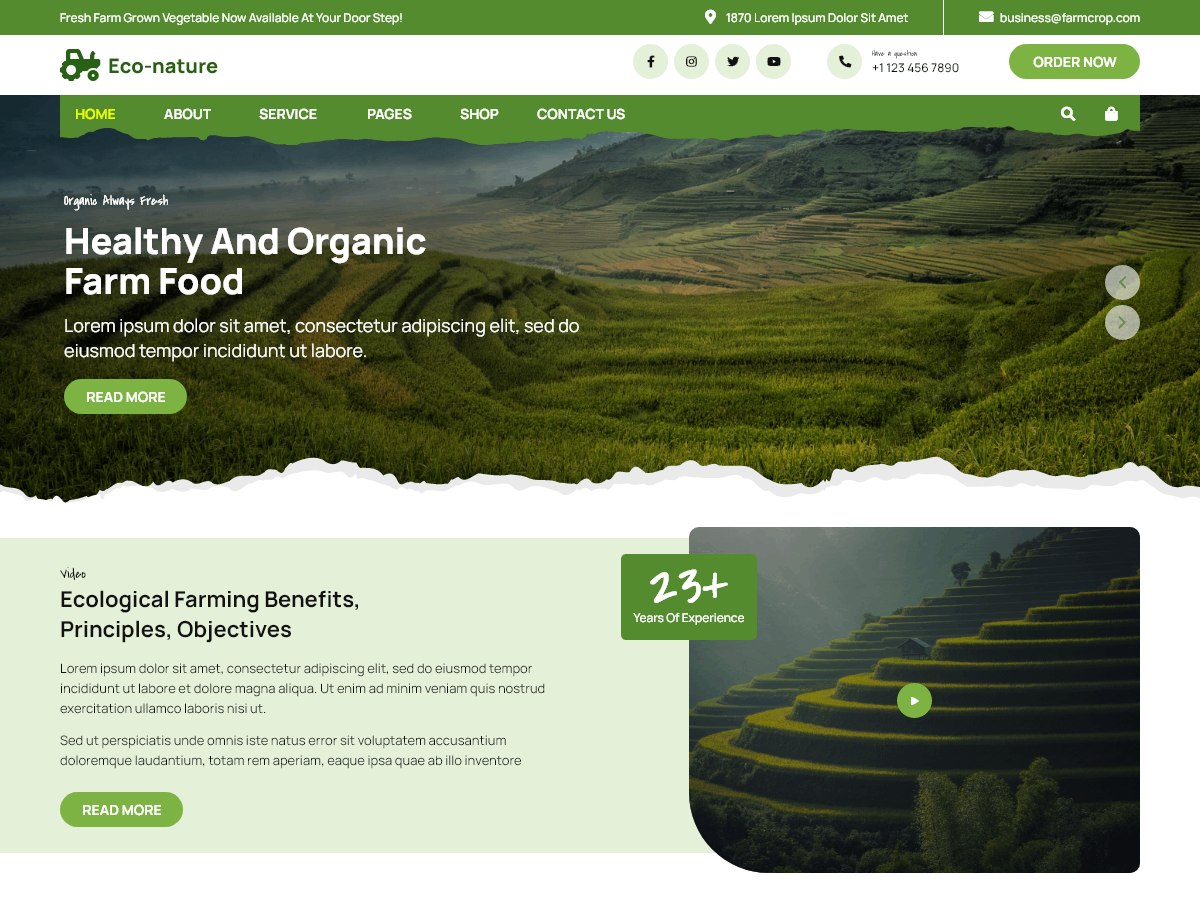 Fresh Farm Grown Vegetable Now Available At Your Door Step!
1870 Lorem Ipsum Dolor Sit Amet
business@farmcrop.com
Eco-nature
Have a question
+1 123 456 7890
ORDER NOW
HOME
ABOUT
SERVICE
PAGES
SHOP
CONTACT US
Organic Always Fresh
Healthy And Organic
Farm Food
Lorem ipsum dolor sit amet, consectetur adipiscing elit, sed do
eiusmod tempor incididunt ut labore.
READ MORE
Video
Ecological Farming Benefits,
Principles, Objectives
Lorem ipsum dolor sit amet, consectetur adipiscing elit, sed do eiusmod tempor
incididunt ut labore et dolore magna aliqua. Ut enim ad minim veniam quis nostrud
exercitation ullamco laboris nisi ut.
Sed ut perspiciatis unde omnis iste natus error sit voluptatem accusantium
doloremque laudantium, totam rem aperiam, eaque ipsa quae ab illo inventore
READ MORE
23+
Years Of Experience